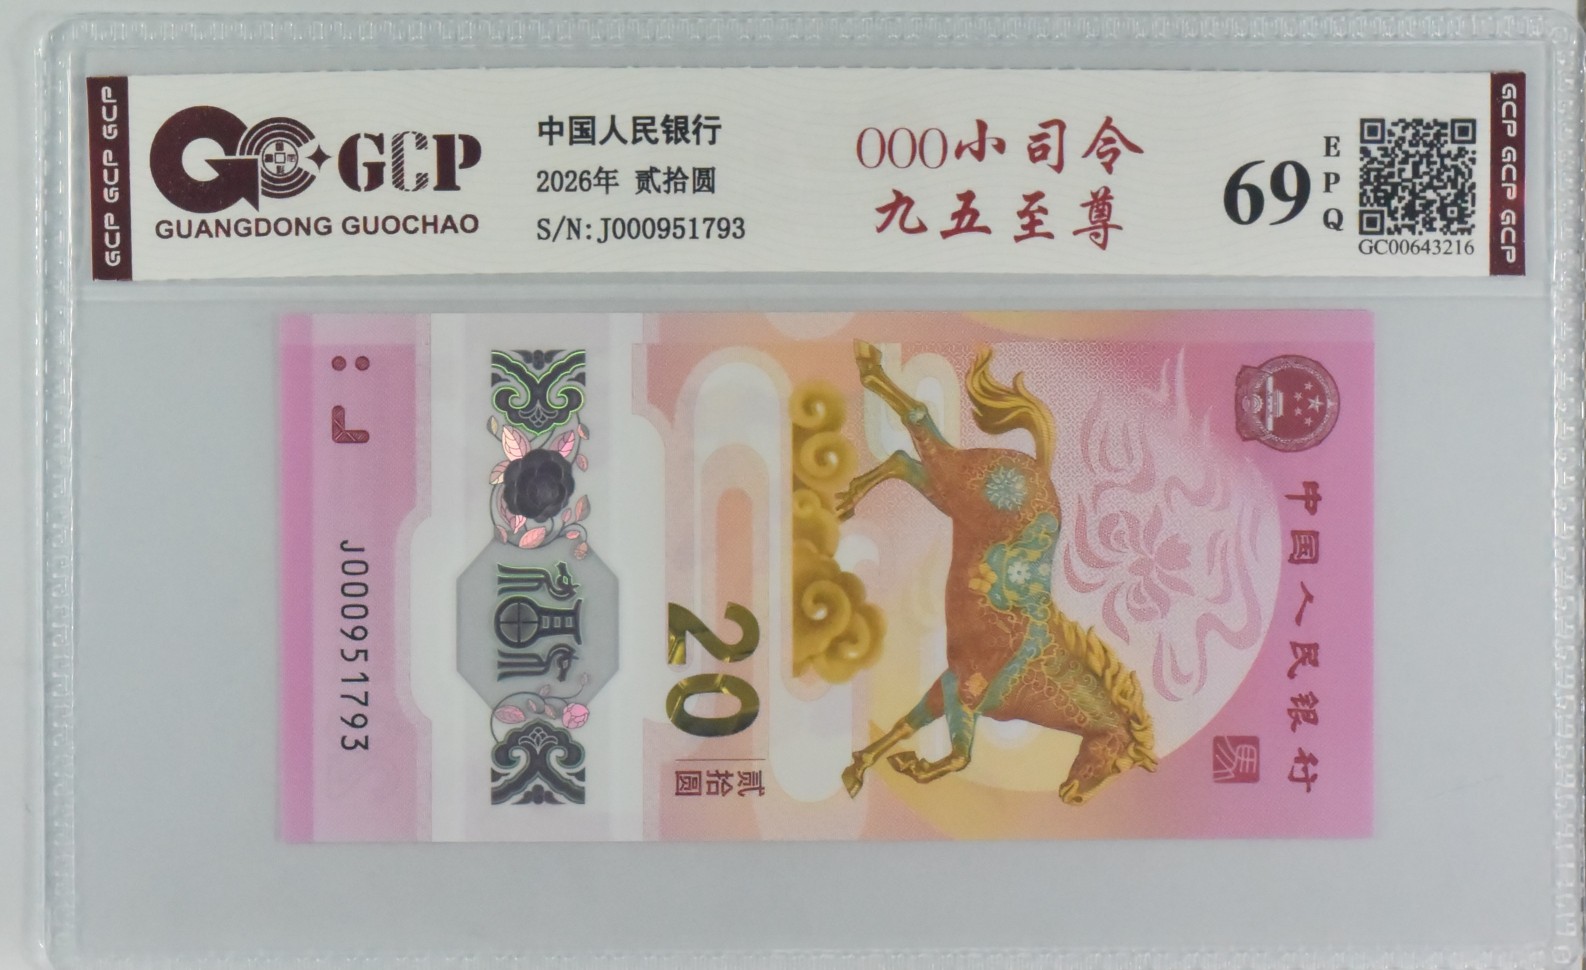 GCP GCP GCP
GCP
GUANGDONG GUOCHAO
中国人民银行
2026年 贰拾圆
S/N:J000951793
000小司令
九五至尊
69
EPQ
GC00643216
GCP GCP GCP
中国人民银行
20
贰拾圆
J000951793